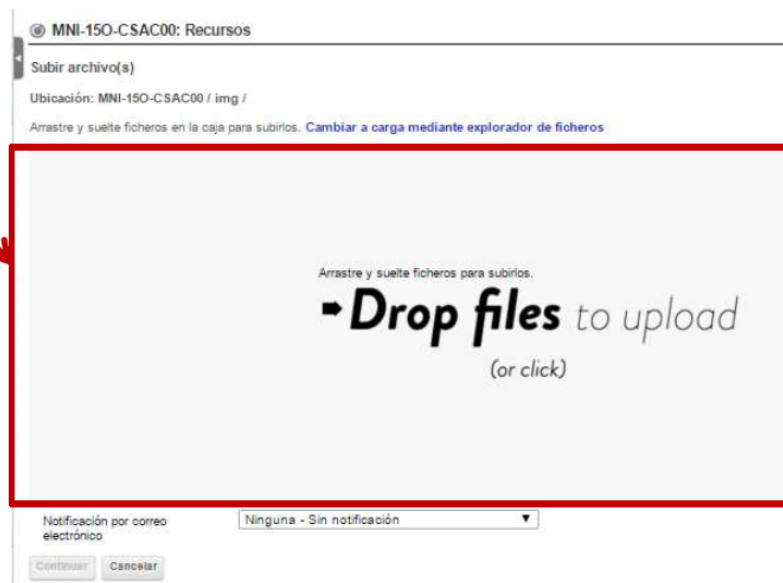 MNI-15O-CSAC00: Recursos
Subir archivo(s)
Ubicación: MNI-15O-CSAC00 / img /
Arrastre y suelte ficheros en la caja para subirlos. Cambiar a carga mediante explorador de ficheros
Arrastre y suelte ficheros para subirlos.
Drop files to upload
(or click)
Notificación por correo electrónico
Ninguna - Sin notificación
Continuar Cancelar